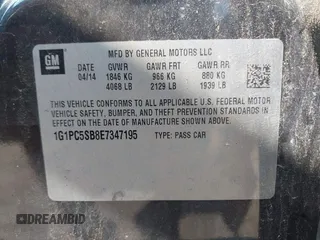 GM
MFD BY GENERAL MOTORS LLC
DATE GVWR GAWR FRT GAWR RR
04/14 1846 KG 966 KG 880 KG
4068 LB 2129 LB 1939 LB
THIS VEHICLE CONFORMS TO ALL APPLICABLE U.S. FEDERAL MOTOR
VEHICLE SAFETY, BUMPER, AND THEFT PREVENTION STANDARDS
IN EFFECT ON THE DATE OF MANUFACTURE SHOWN ABOVE.
1G1PC5SB8E7347195 TYPE: PASS CAR
DREAMBID